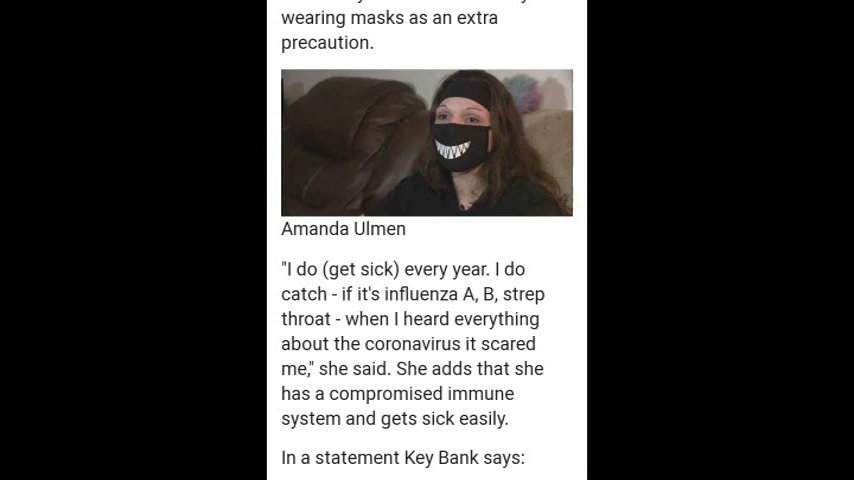 wearing masks as an extra
precaution.
Amanda Ulmen
"I do (get sick) every year. I do
catch - if it's influenza A, B, strep
throat - when I heard everything
about the coronavirus it scared
me," she said. She adds that she
has a compromised immune
system and gets sick easily.
In a statement Key Bank says: